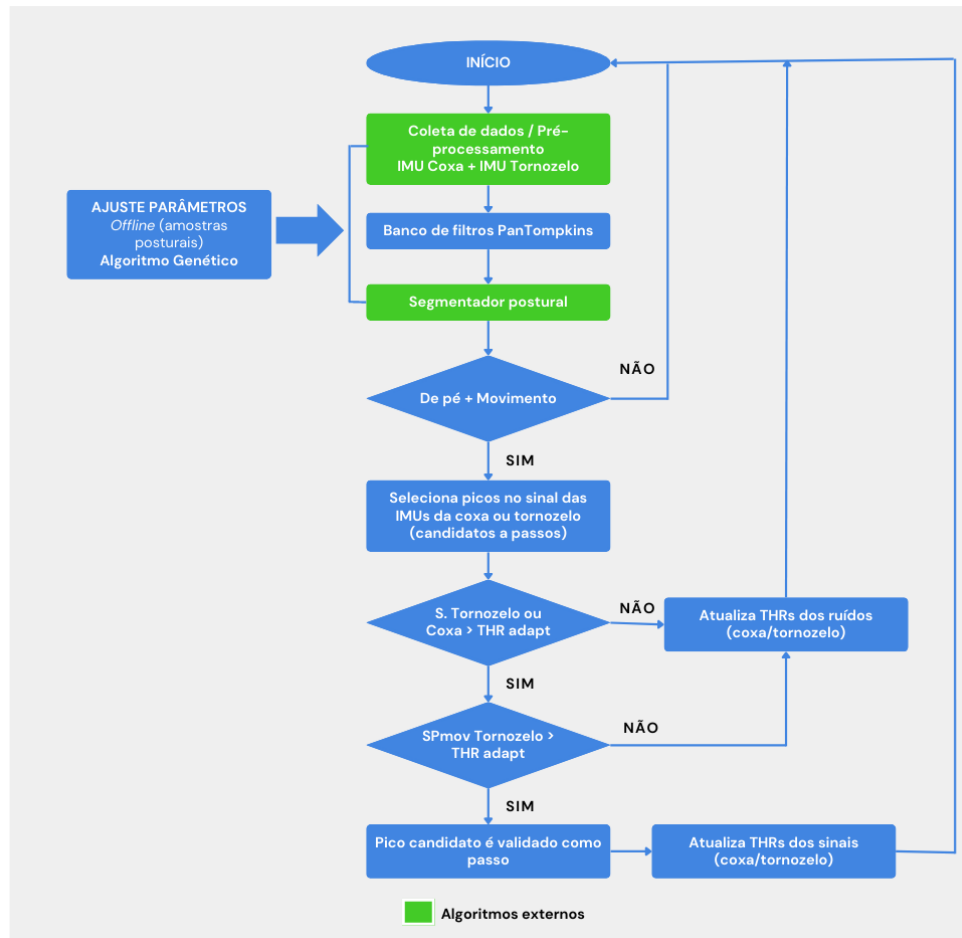 INÍCIO
Coleta de dados / Pré-
processamento
IMU Coxa + IMU Tornozelo
AJUSTE PARÂMETROS
Offline (amostras
posturais)
Algoritmo Genético
Banco de filtros PanTompkins
Segmentador postural
NÃO
De pé + Movimento
SIM
Seleciona picos no sinal das
IMUs da coxa ou tornozelo
(candidatos a passos)
NÃO
S. Tornozelo ou
Coxa > THR adapt
Atualiza THRs dos ruídos
(coxa/tornozelo)
SIM
NÃO
SPmov Tornozelo >
THR adapt
SIM
Pico candidato é validado como
passo
Atualiza THRs dos sinais
(coxa/tornozelo)
Algoritmos externos